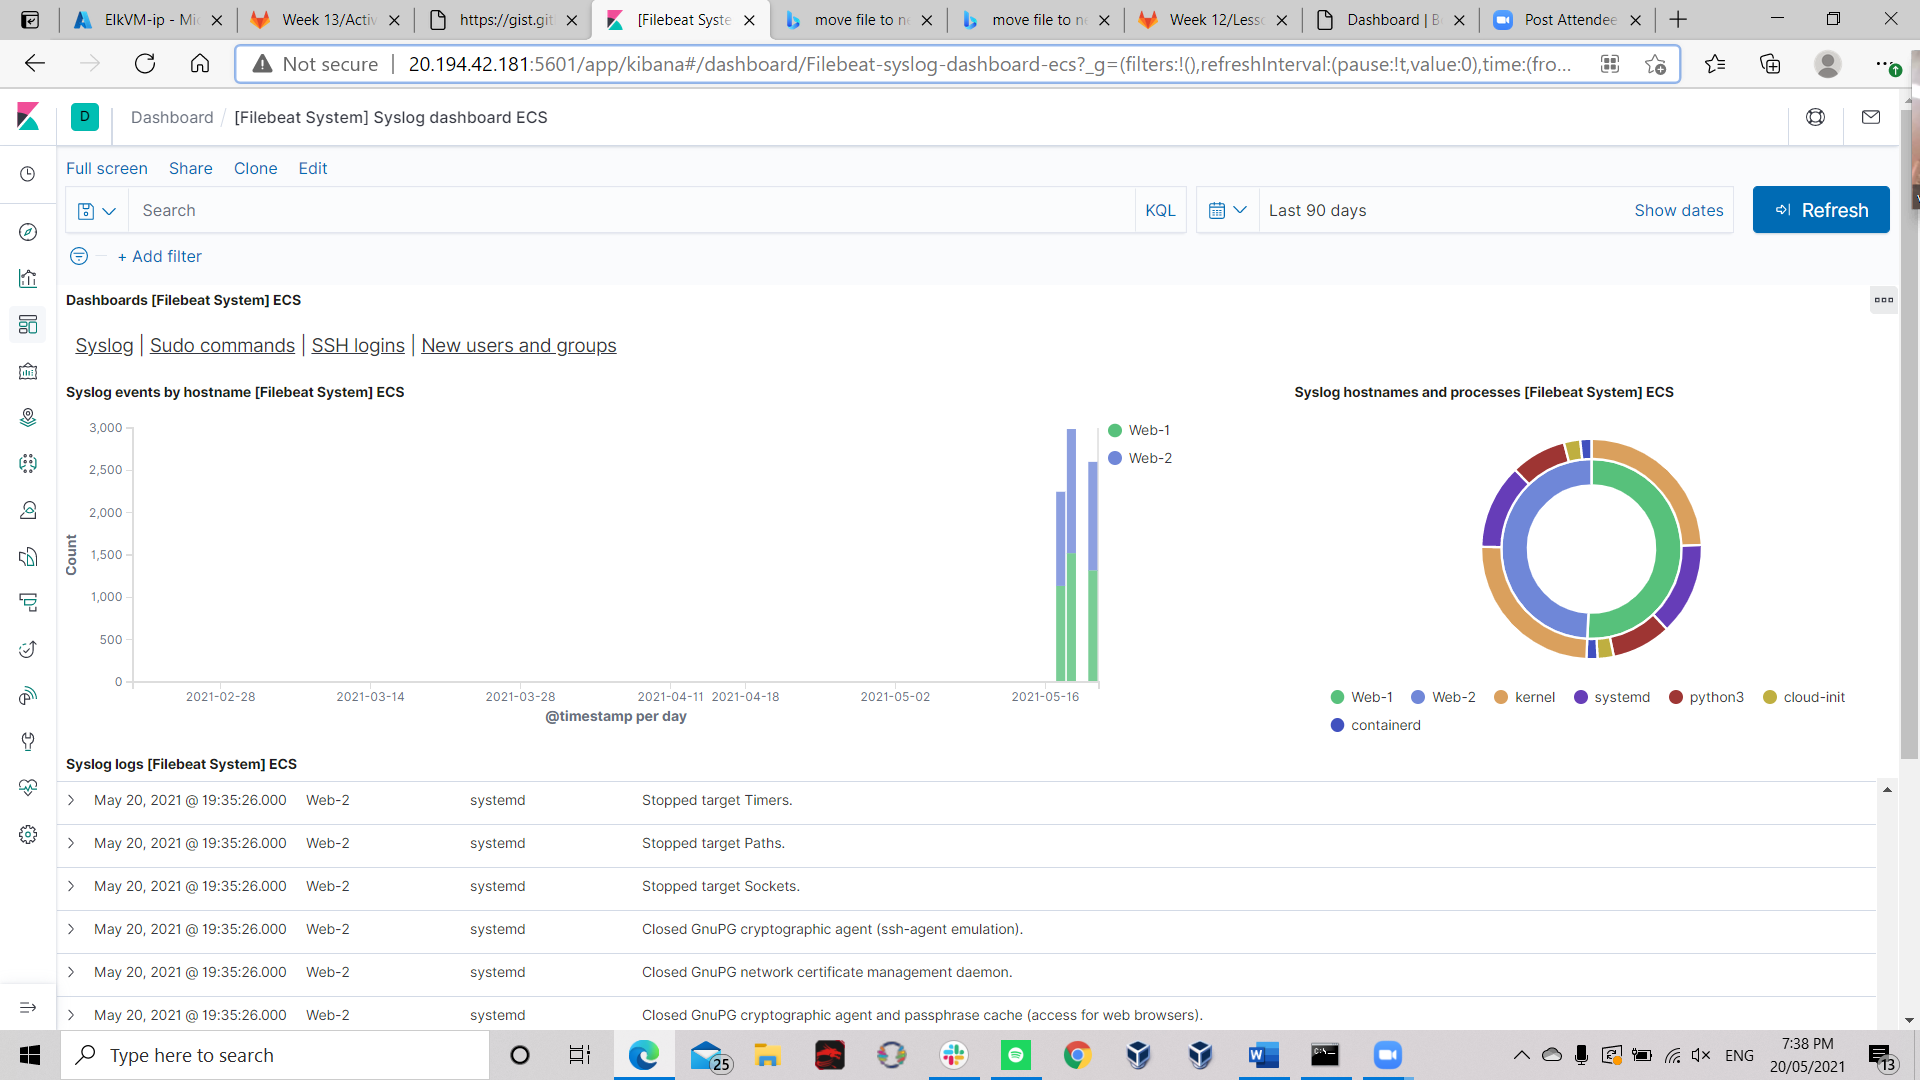 ElkVM-ip - Mic
Week 13/Activ
https://gist.git
[Filebeat Syste
move file to ne
move file to ne
Week 12/Lesso
Dashboard | B
Post Attendee
Not secure | 20.194.42.181:5601/app/kibana#/dashboard/Filebeat-syslog-dashboard-ecs?_g=(filters:!(),refreshInterval:(pause:!t,value:0),time:(fro...
D
Dashboard / [Filebeat System] Syslog dashboard ECS
Full screen Share Clone Edit
Search KQL
Last 90 days Show dates
Refresh
+ Add filter
Dashboards [Filebeat System] ECS
Syslog | Sudo commands | SSH logins | New users and groups
Syslog events by hostname [Filebeat System] ECS
3,000
2,500
2,000
1,500
1,000
500
0
Count
2021-02-28 2021-03-14 2021-03-28 2021-04-11 2021-04-18 2021-05-02 2021-05-16
@timestamp per day
Web-1
Web-2
Syslog hostnames and processes [Filebeat System] ECS
Web-1 Web-2 kernel systemd python3 cloud-init
containerd
Syslog logs [Filebeat System] ECS
May 20, 2021 @ 19:35:26.000 Web-2 systemd Stopped target Timers.
May 20, 2021 @ 19:35:26.000 Web-2 systemd Stopped target Paths.
May 20, 2021 @ 19:35:26.000 Web-2 systemd Stopped target Sockets.
May 20, 2021 @ 19:35:26.000 Web-2 systemd Closed GnuPG cryptographic agent (ssh-agent emulation).
May 20, 2021 @ 19:35:26.000 Web-2 systemd Closed GnuPG network certificate management daemon.
May 20, 2021 @ 19:35:26.000 Web-2 systemd Closed GnuPG cryptographic agent and passphrase cache (access for web browsers).
Type here to search
25
ENG
7:38 PM
20/05/2021
13